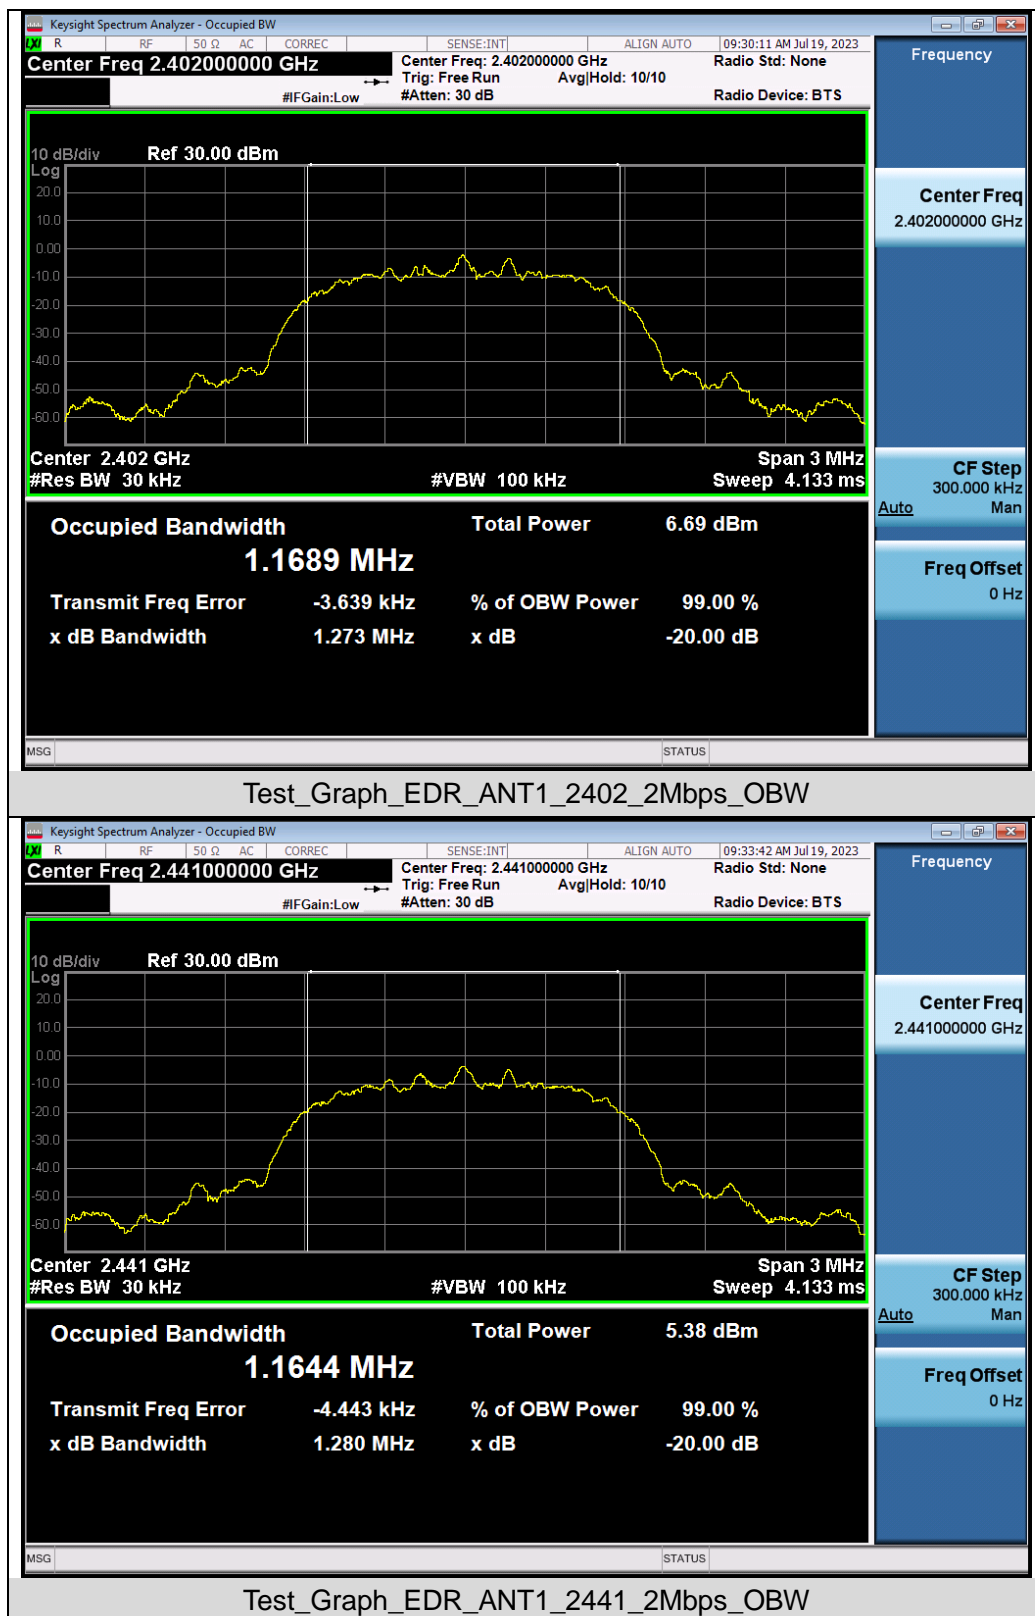 Keysight Spectrum Analyzer - Occupied BW
LXI R RF 50 Ω AC CORREC SENSE:INT ALIGN AUTO 09:30:11 AM Jul 19, 2023
Center Freq 2.402000000 GHz
Center Freq: 2.402000000 GHz
Radio Std: None
Trig: Free Run Avg|Hold: 10/10
#IFGain:Low
#Atten: 30 dB
Radio Device: BTS
Frequency
10 dB/div Ref 30.00 dBm
Log
20.0
10.0
0.00
-10.0
-20.0
-30.0
-40.0
-50.0
-60.0
Center 2.402 GHz Span 3 MHz
#Res BW 30 kHz #VBW 100 kHz Sweep 4.133 ms
Center Freq
2.402000000 GHz
CF Step
300.000 kHz
Auto Man
Freq Offset
0 Hz
Occupied Bandwidth Total Power 6.69 dBm
1.1689 MHz
Transmit Freq Error -3.639 kHz % of OBW Power 99.00 %
x dB Bandwidth 1.273 MHz x dB -20.00 dB
MSG STATUS
Test_Graph_EDR_ANT1_2402_2Mbps_OBW
Keysight Spectrum Analyzer - Occupied BW
LXI R RF 50 Ω AC CORREC SENSE:INT ALIGN AUTO 09:33:42 AM Jul 19, 2023
Center Freq 2.441000000 GHz
Center Freq: 2.441000000 GHz
Radio Std: None
Trig: Free Run Avg|Hold: 10/10
#IFGain:Low
#Atten: 30 dB
Radio Device: BTS
Frequency
10 dB/div Ref 30.00 dBm
Log
20.0
10.0
0.00
-10.0
-20.0
-30.0
-40.0
-50.0
-60.0
Center 2.441 GHz Span 3 MHz
#Res BW 30 kHz #VBW 100 kHz Sweep 4.133 ms
Center Freq
2.441000000 GHz
CF Step
300.000 kHz
Auto Man
Freq Offset
0 Hz
Occupied Bandwidth Total Power 5.38 dBm
1.1644 MHz
Transmit Freq Error -4.443 kHz % of OBW Power 99.00 %
x dB Bandwidth 1.280 MHz x dB -20.00 dB
MSG STATUS
Test_Graph_EDR_ANT1_2441_2Mbps_OBW